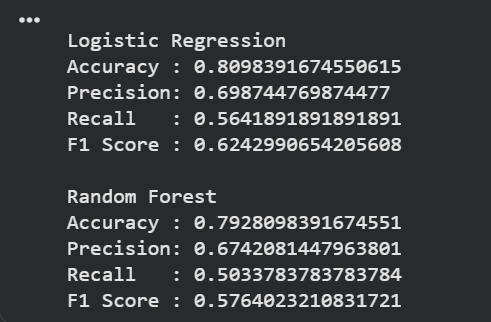 Logistic Regression
Accuracy : 0.8098391674550615
Precision: 0.698744769874477
Recall   : 0.5641891891891891
F1 Score : 0.6242990654205608
Random Forest
Accuracy : 0.7928098391674551
Precision: 0.6742081447963801
Recall   : 0.5033783783783784
F1 Score : 0.5764023210831721